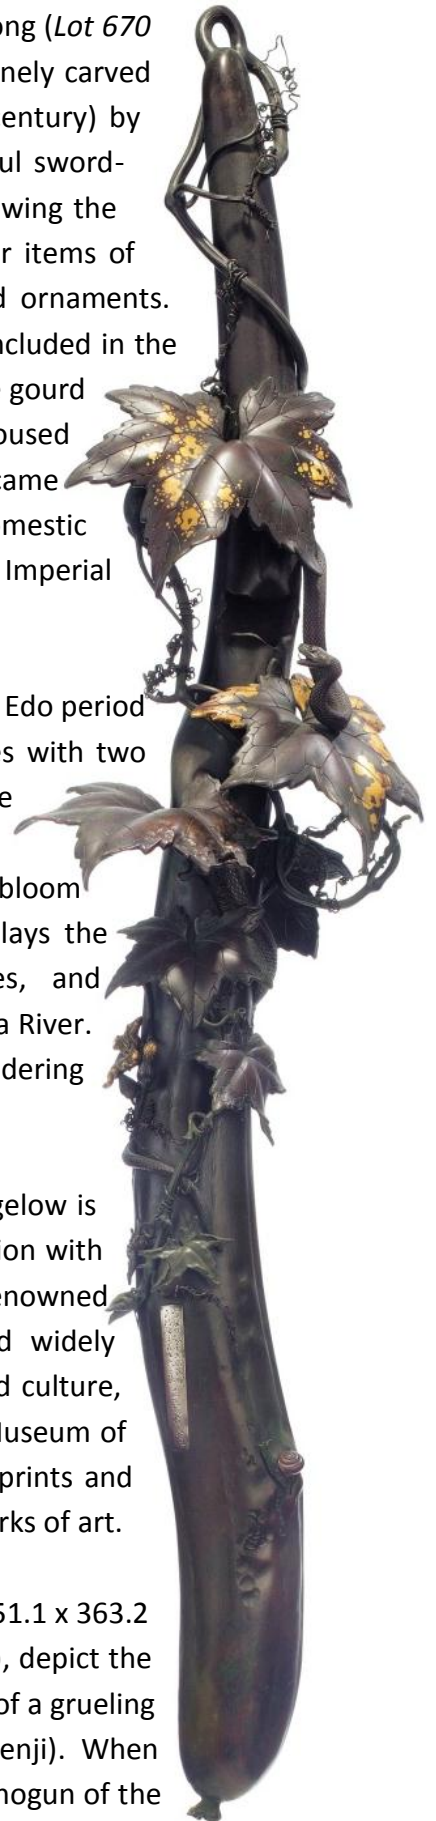 ong (Lot 670
nely carved
entury) by
ul sword-
wing the
r items of
d ornaments.
ncluded in the
gourd
oused
came
omestic
Imperial
Edo period
es with two
e
bloom
lays the
es, and
a River.
dering
gelow is
ion with
enowned
d widely
d culture,
Museum of
prints and
rks of art.
51.1 x 363.2
), depict the
of a grueling
enji). When
hogun of the